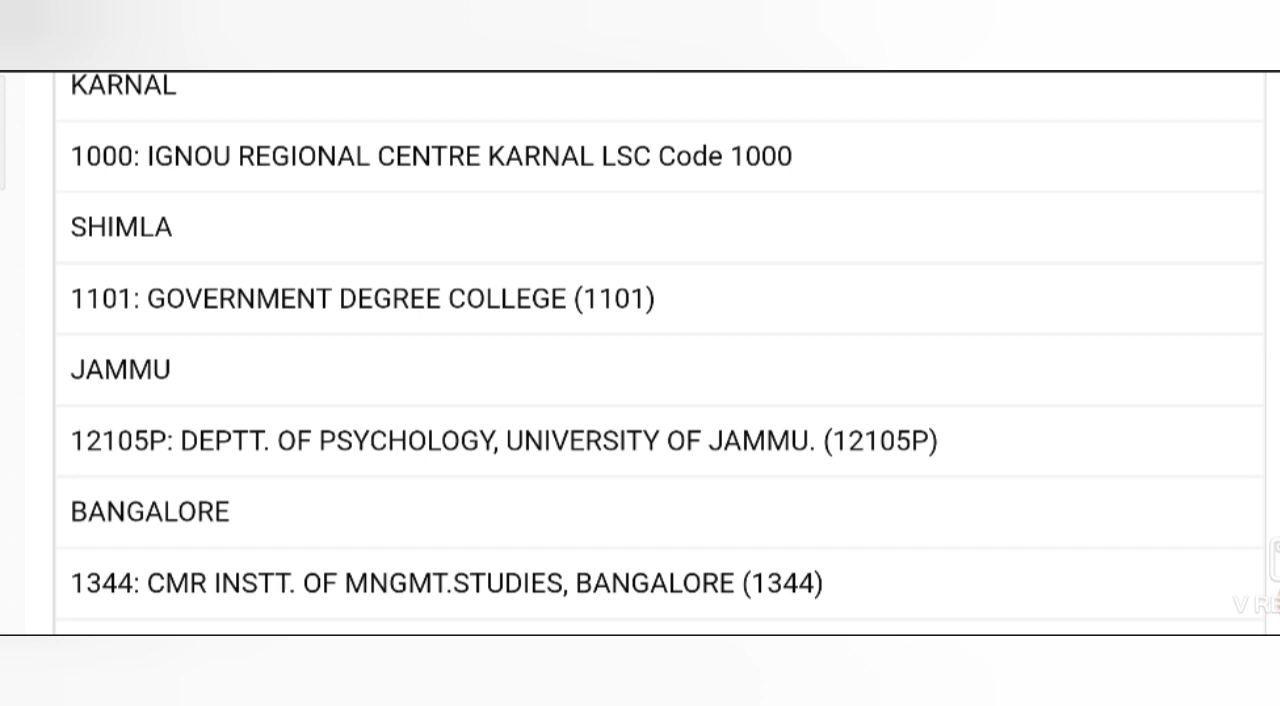 KARNAL
1000: IGNOU REGIONAL CENTRE KARNAL LSC Code 1000
SHIMLA
1101: GOVERNMENT DEGREE COLLEGE (1101)
JAMMU
12105P: DEPTT. OF PSYCHOLOGY, UNIVERSITY OF JAMMU. (12105P)
BANGALORE
1344: CMR INSTT. OF MNGMT.STUDIES, BANGALORE (1344)